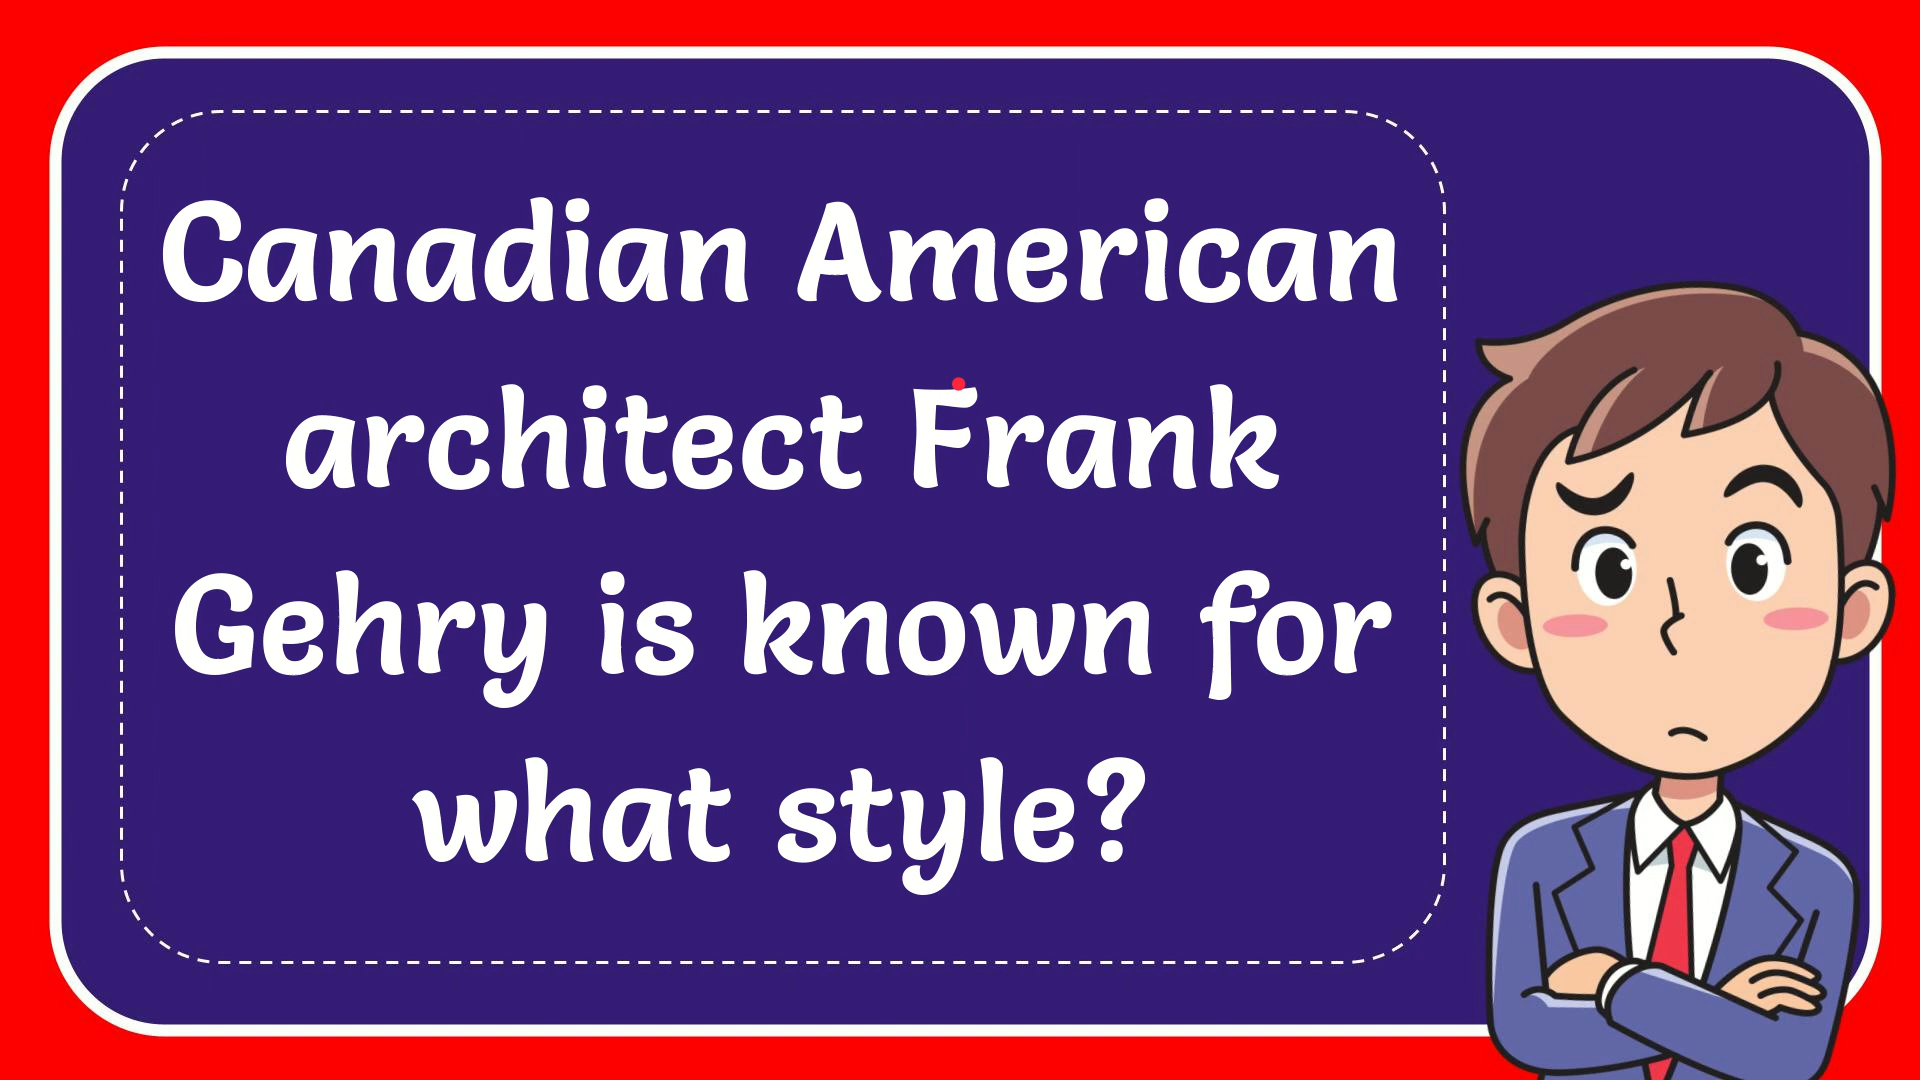 Canadian American
architect Frank
Gehry is known for
what style?